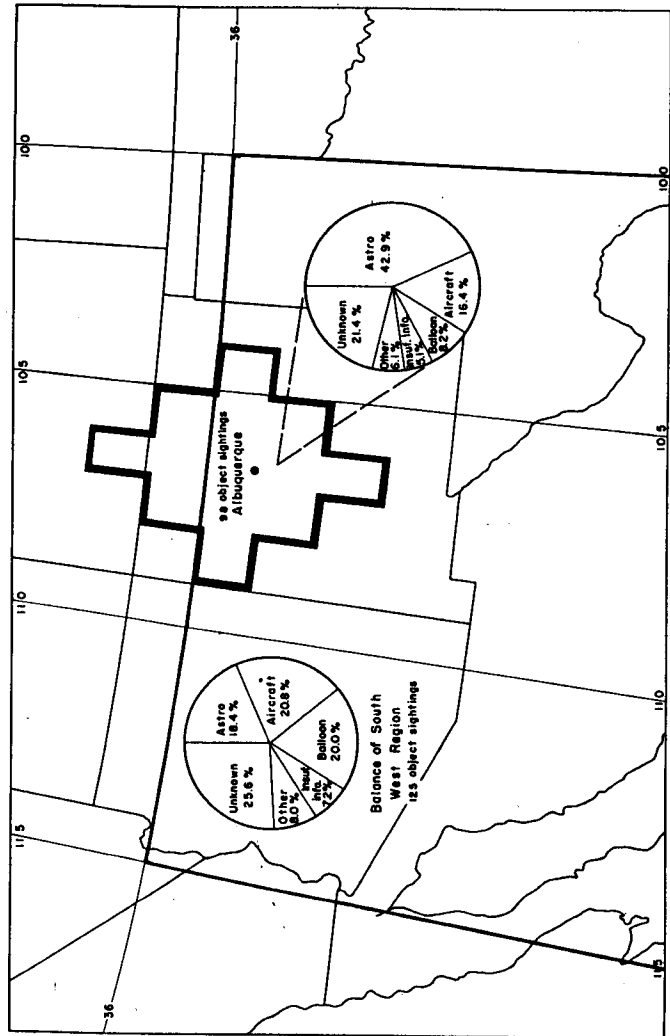 115
110
105
100
36
36
98 object sightings
Albuquerque
Astro
18.4 %
Aircraft
20.8 %
Balloon
20.0 %
Insuf.
Info.
7.2%
Other
8.0 %
Unknown
25.6 %
Balance of South
West Region
125 object sightings
Astro
42.9 %
Aircraft
16.4 %
Balloon
8.2%
Insuf. Info.
5.1%
Other
6.1 %
Unknown
21.4 %
115
110
105
100